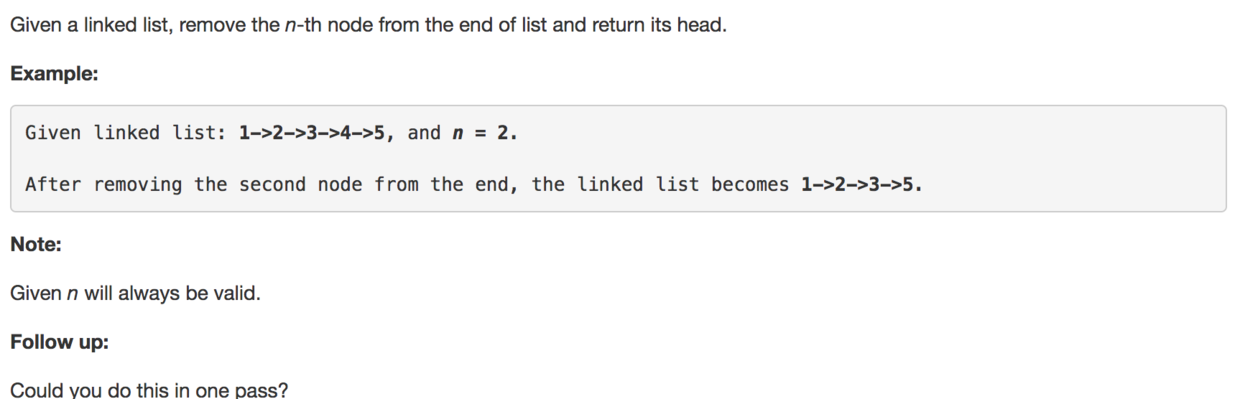 Given a linked list, remove the n-th node from the end of list and return its head.
Example:
Given linked list: 1->2->3->4->5, and n = 2.
After removing the second node from the end, the linked list becomes 1->2->3->5.
Note:
Given n will always be valid.
Follow up:
Could you do this in one pass?